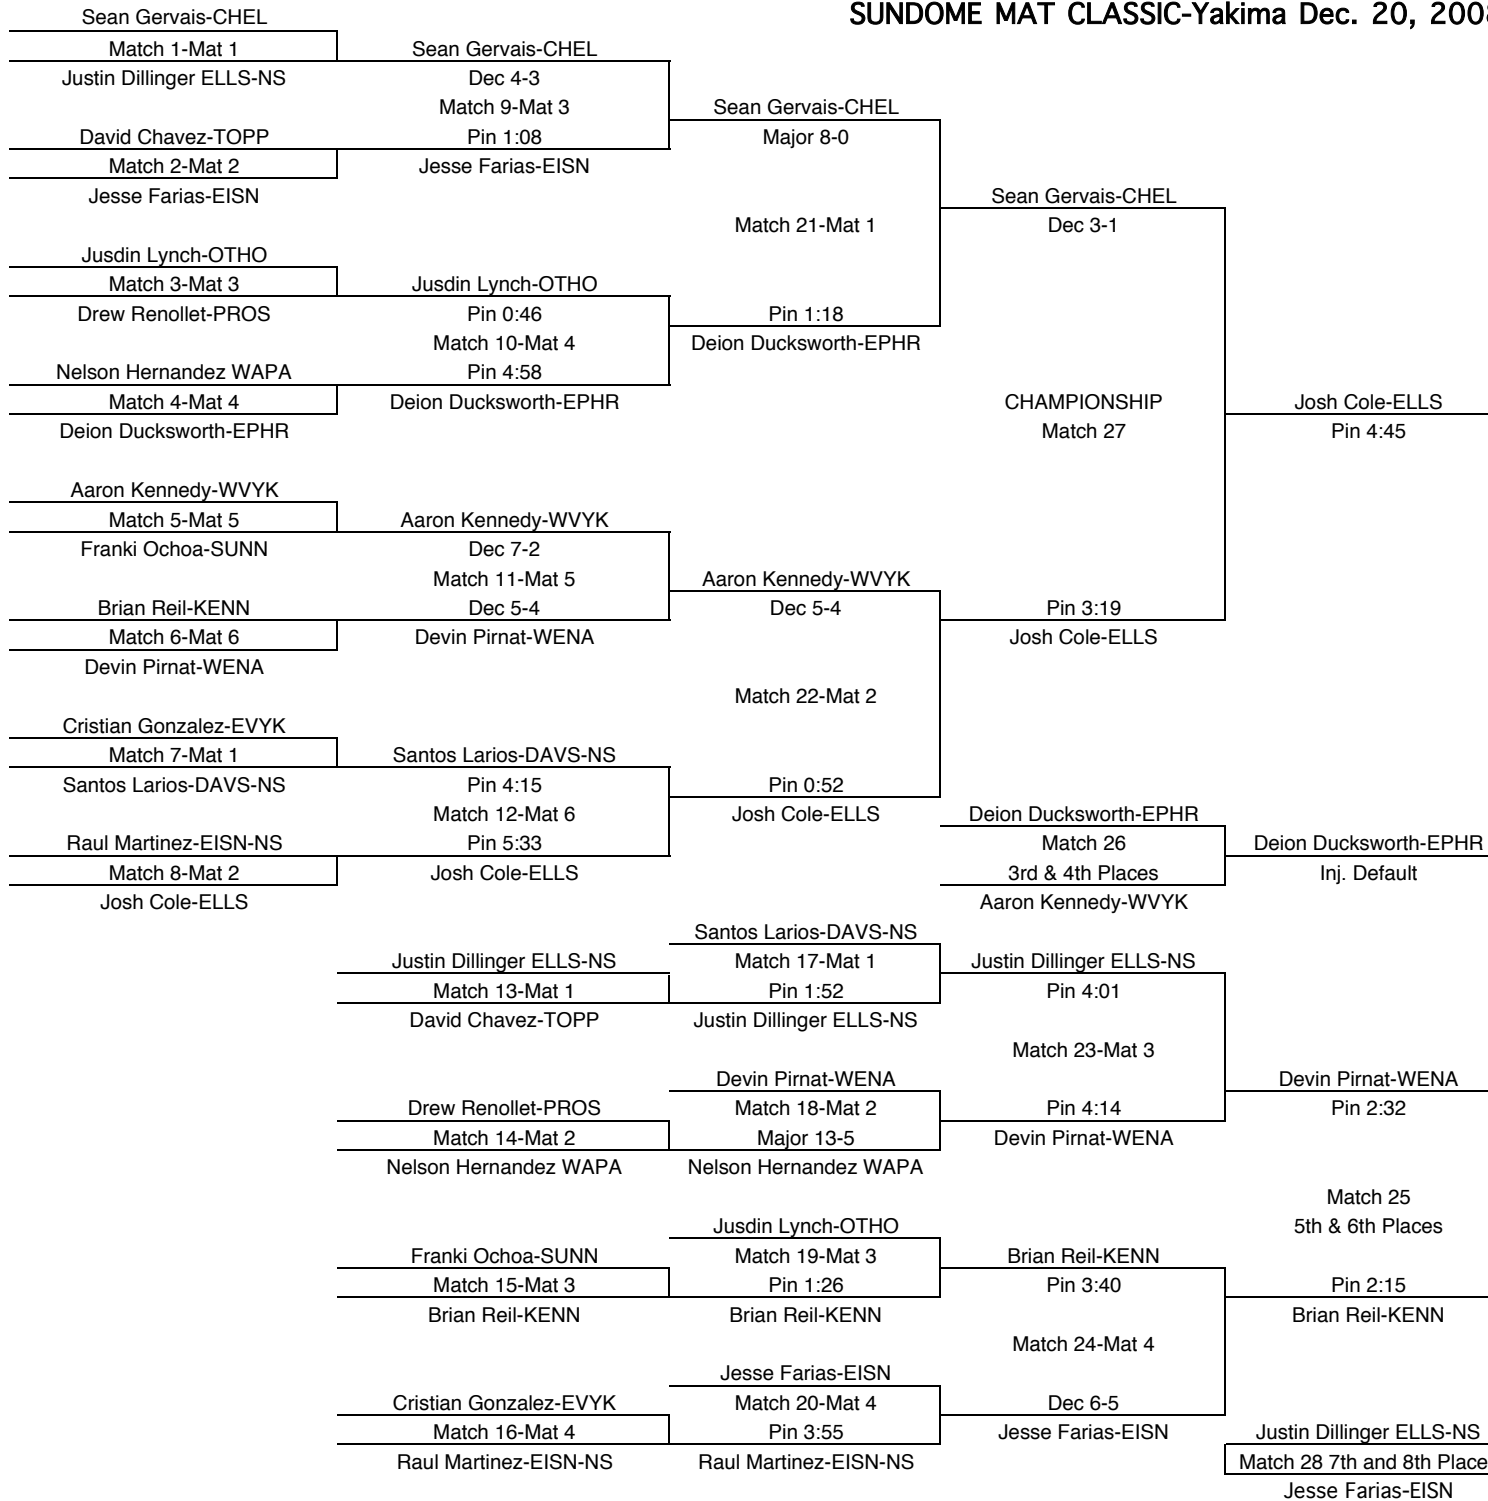 SUNDOME MAT CLASSIC-Yakima Dec. 20, 2008
Sean Gervais-CHEL
Match 1-Mat 1
Justin Dillinger ELLS-NS
David Chavez-TOPP
Match 2-Mat 2
Jesse Farias-EISN
Jusdin Lynch-OTHO
Match 3-Mat 3
Drew Renollet-PROS
Nelson Hernandez WAPA
Match 4-Mat 4
Deion Ducksworth-EPHR
Aaron Kennedy-WVYK
Match 5-Mat 5
Franki Ochoa-SUNN
Brian Reil-KENN
Match 6-Mat 6
Devin Pirnat-WENA
Cristian Gonzalez-EVYK
Match 7-Mat 1
Santos Larios-DAVS-NS
Raul Martinez-EISN-NS
Match 8-Mat 2
Josh Cole-ELLS
Sean Gervais-CHEL
Dec 4-3
Match 9-Mat 3
Pin 1:08
Jesse Farias-EISN
Jusdin Lynch-OTHO
Pin 0:46
Match 10-Mat 4
Pin 4:58
Deion Ducksworth-EPHR
Aaron Kennedy-WVYK
Dec 7-2
Match 11-Mat 5
Dec 5-4
Devin Pirnat-WENA
Santos Larios-DAVS-NS
Pin 4:15
Match 12-Mat 6
Pin 5:33
Josh Cole-ELLS
Sean Gervais-CHEL
Major 8-0
Match 21-Mat 1
Pin 1:18
Deion Ducksworth-EPHR
Aaron Kennedy-WVYK
Dec 5-4
Match 22-Mat 2
Pin 0:52
Josh Cole-ELLS
Sean Gervais-CHEL
Dec 3-1
CHAMPIONSHIP
Match 27
Pin 3:19
Josh Cole-ELLS
Josh Cole-ELLS
Pin 4:45
Deion Ducksworth-EPHR
Match 26
3rd & 4th Places
Aaron Kennedy-WVYK
Deion Ducksworth-EPHR
Inj. Default
Justin Dillinger ELLS-NS
Match 13-Mat 1
David Chavez-TOPP
Drew Renollet-PROS
Match 14-Mat 2
Nelson Hernandez WAPA
Franki Ochoa-SUNN
Match 15-Mat 3
Brian Reil-KENN
Cristian Gonzalez-EVYK
Match 16-Mat 4
Raul Martinez-EISN-NS
Santos Larios-DAVS-NS
Match 17-Mat 1
Pin 1:52
Justin Dillinger ELLS-NS
Devin Pirnat-WENA
Match 18-Mat 2
Major 13-5
Nelson Hernandez WAPA
Jusdin Lynch-OTHO
Match 19-Mat 3
Pin 1:26
Brian Reil-KENN
Jesse Farias-EISN
Match 20-Mat 4
Pin 3:55
Raul Martinez-EISN-NS
Justin Dillinger ELLS-NS
Pin 4:01
Match 23-Mat 3
Pin 4:14
Devin Pirnat-WENA
Brian Reil-KENN
Pin 3:40
Match 24-Mat 4
Dec 6-5
Jesse Farias-EISN
Devin Pirnat-WENA
Pin 2:32
Match 25
5th & 6th Places
Pin 2:15
Brian Reil-KENN
Justin Dillinger ELLS-NS
Match 28 7th and 8th Place
Jesse Farias-EISN